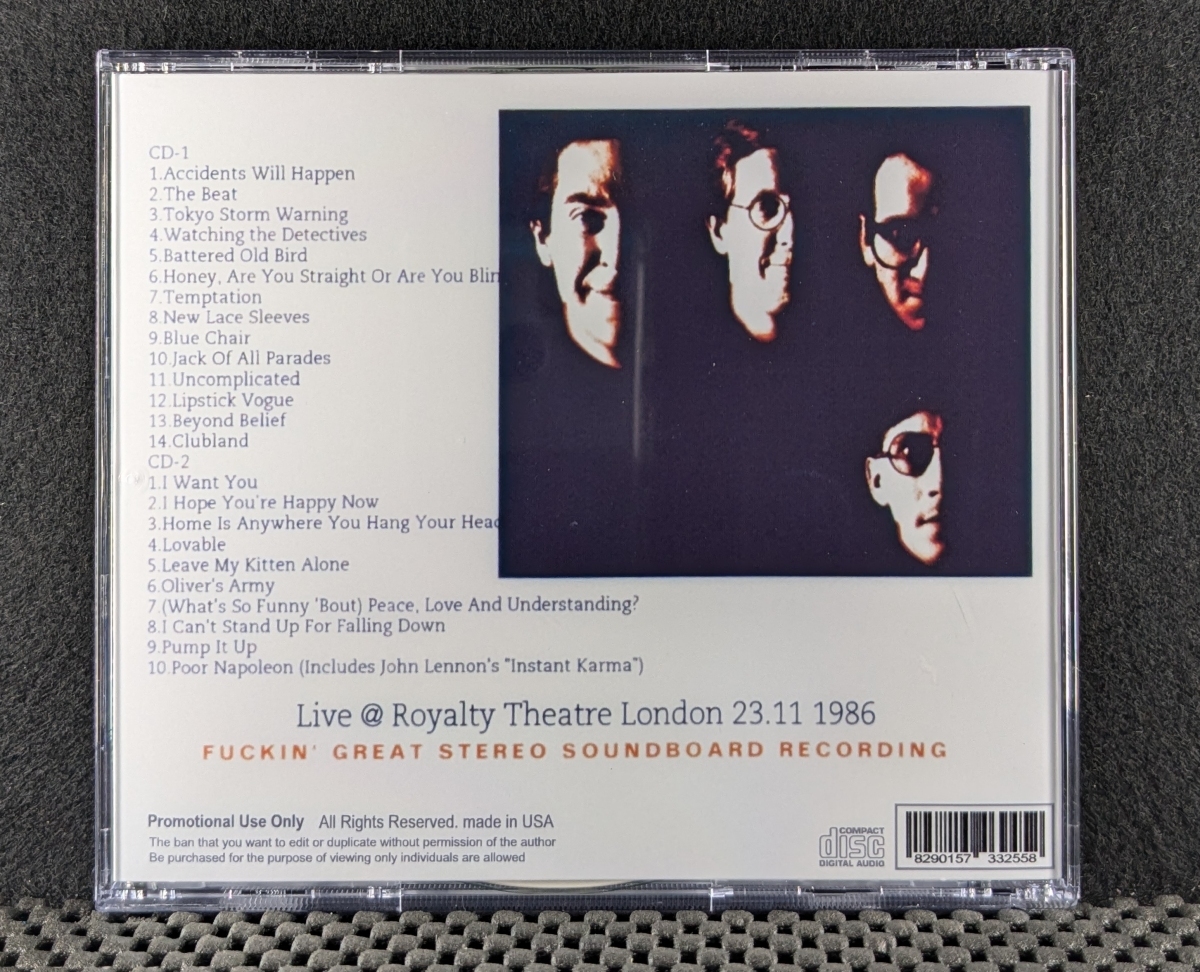 CD-1
1.Accidents Will Happen
2.The Beat
3.Tokyo Storm Warning
4.Watching the Detectives
5.Battered Old Bird
6.Honey, Are You Straight Or Are You Blin
7.Temptation
8.New Lace Sleeves
9.Blue Chair
10.Jack Of All Parades
11.Uncomplicated
12.Lipstick Vogue
13.Beyond Belief
14.Clubland
CD-2
1.I Want You
2.I Hope You're Happy Now
3.Home Is Anywhere You Hang Your Head
4.Lovable
5.Leave My Kitten Alone
6.Oliver's Army
7.(What's So Funny 'Bout) Peace, Love And Understanding?
8.I Can't Stand Up For Falling Down
9.Pump It Up
10.Poor Napoleon (Includes John Lennon's "Instant Karma")
Live @ Royalty Theatre London 23.11 1986
FUCKIN' GREAT STEREO SOUNDBOARD RECORDING
Promotional Use Only All Rights Reserved. made in USA
The ban that you want to edit or duplicate without permission of the author
Be purchased for the purpose of viewing only individuals are allowed
COMPACT
disc
DIGITAL AUDIO
8290157 332558